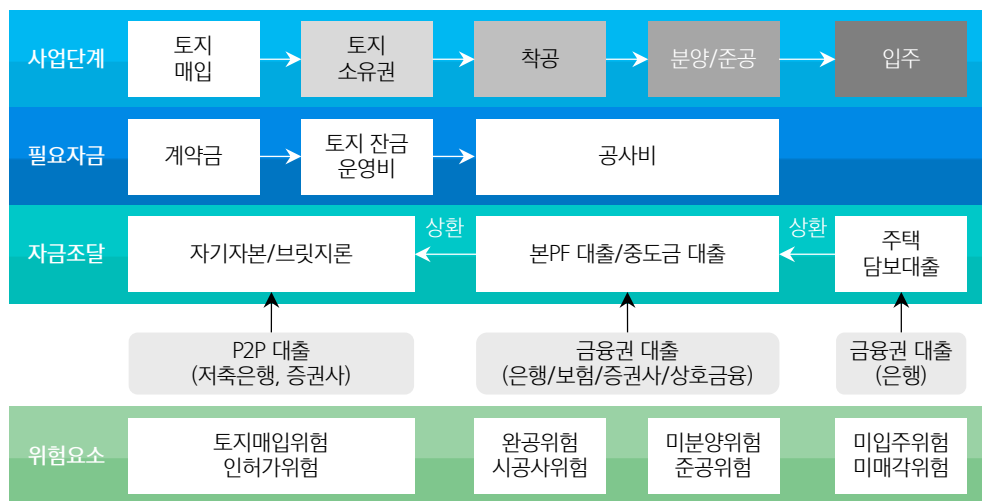 사업단계
토지
매입
토지
소유권
착공
분양/준공
입주
필요자금
계약금
토지 잔금
운영비
공사비
자금조달
자기자본/브릿지론
상환
본PF 대출/중도금 대출
상환
주택
담보대출
P2P 대출
(저축은행, 증권사)
금융권 대출
(은행/보험/증권사/상호금융)
금융권 대출
(은행)
위험요소
토지매입위험
인허가위험
완공위험
시공사위험
미분양위험
준공위험
미입주위험
미매각위험